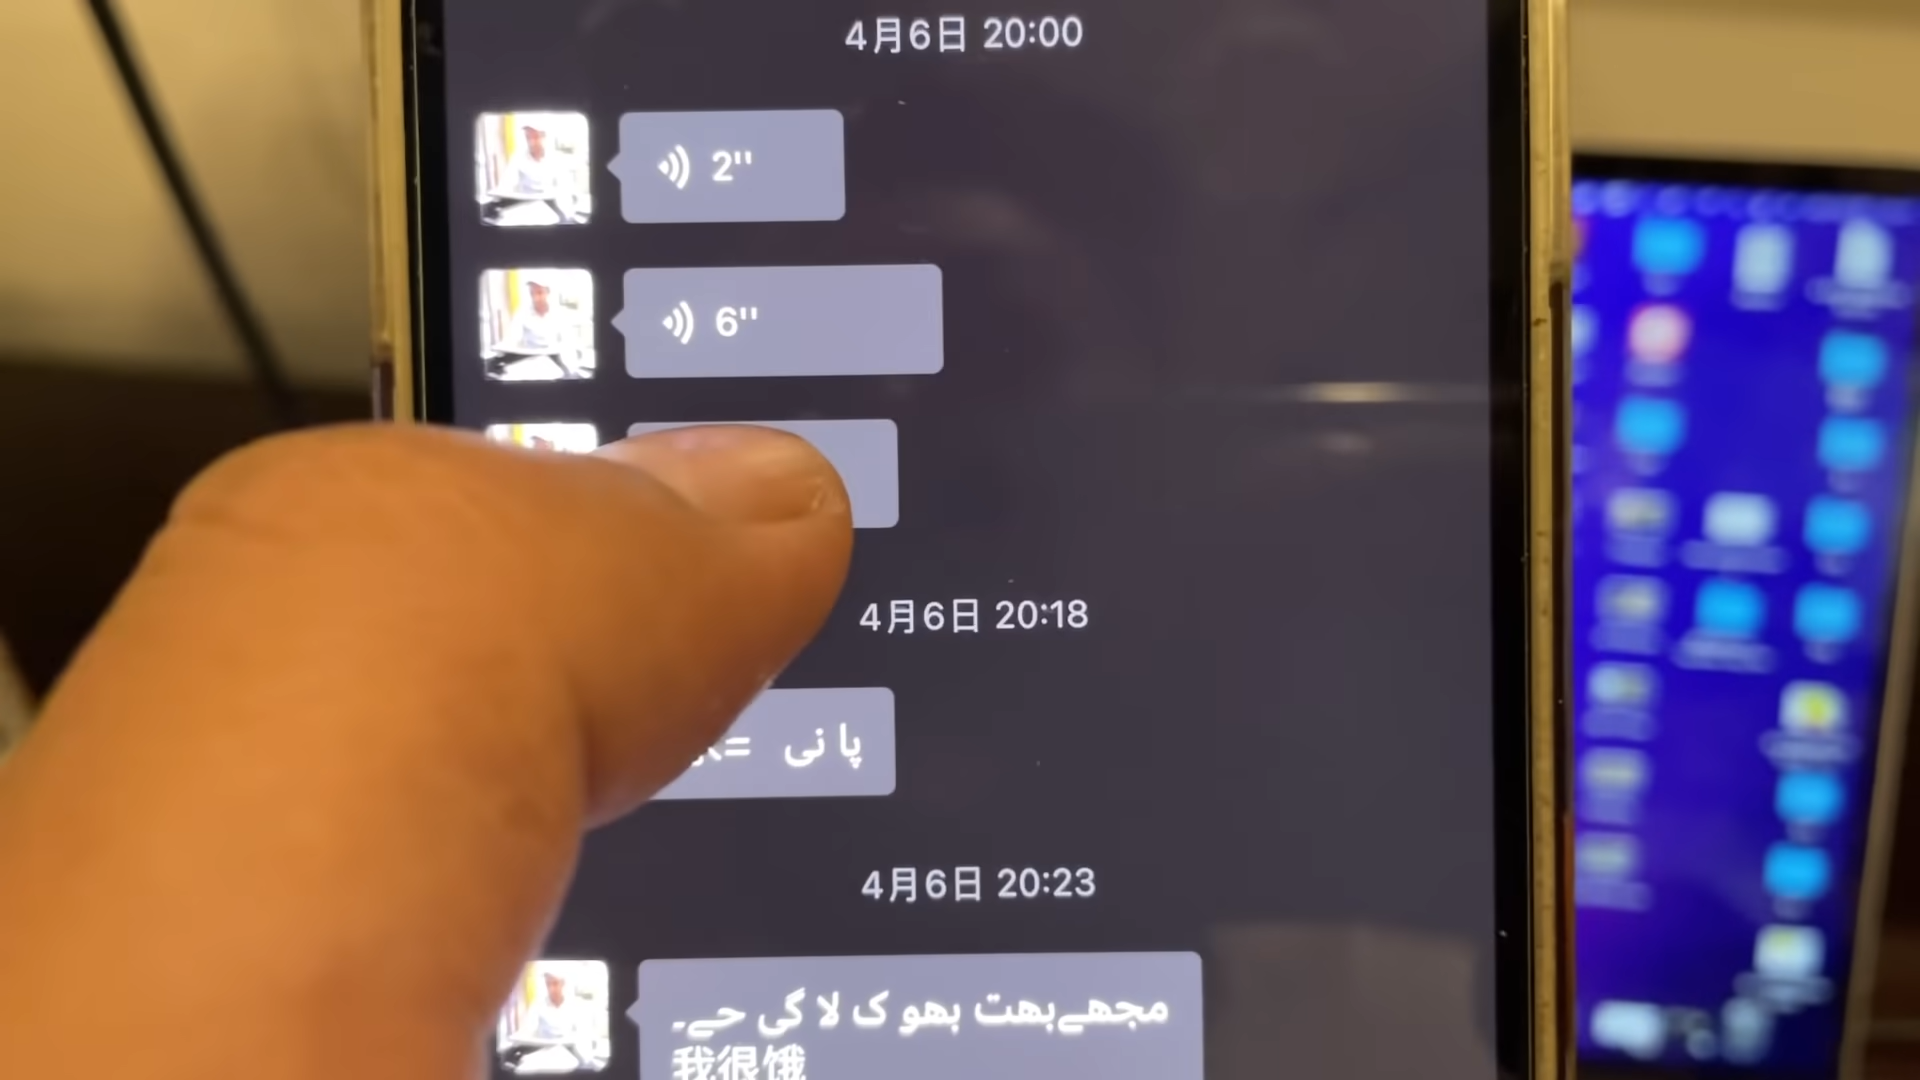 4月6日 20:00
2"
6"
4月6日 20:18
پا نی =
4月6日 20:23
مجھےبھت بھو ک لا گی حے۔
我很饿